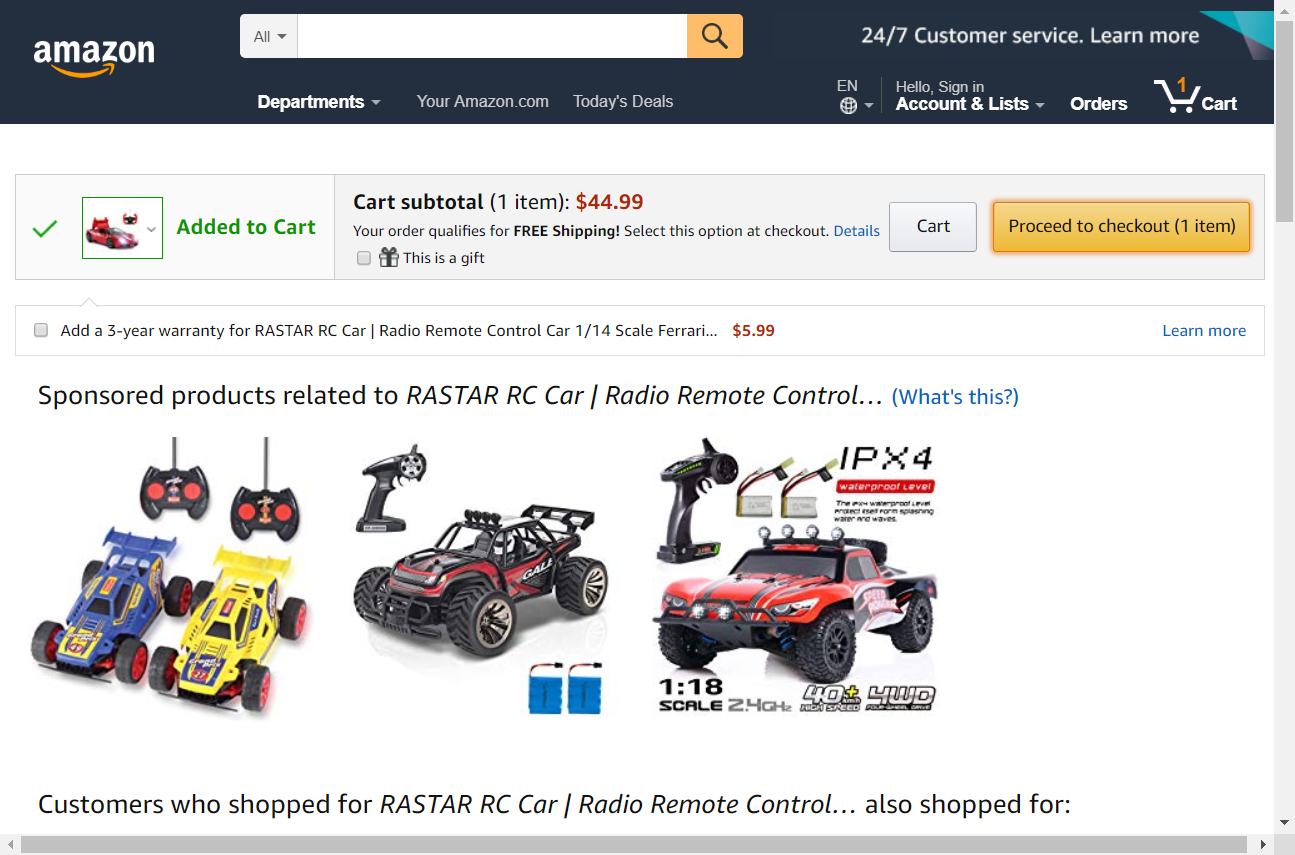 amazon
All
24/7 Customer service. Learn more
Departments
Your Amazon.com
Today's Deals
EN
Hello, Sign in
Account & Lists
Orders
1
Cart
Added to Cart
Cart subtotal (1 item): $44.99
Your order qualifies for FREE Shipping! Select this option at checkout. Details
This is a gift
Cart
Proceed to checkout (1 item)
Add a 3-year warranty for RASTAR RC Car | Radio Remote Control Car 1/14 Scale Ferrari... $5.99
Learn more
Sponsored products related to RASTAR RC Car | Radio Remote Control… (What's this?)
IPX4
waterproof Level
The IPX4 waterproof Level
protect itself from splashing
water and waves.
GALE
1:18
SCALE 2.4GHz
40+ km/h
HIGH SPEED
4WD
FOUR-WHEEL DRIVE
Customers who shopped for RASTAR RC Car | Radio Remote Control… also shopped for: